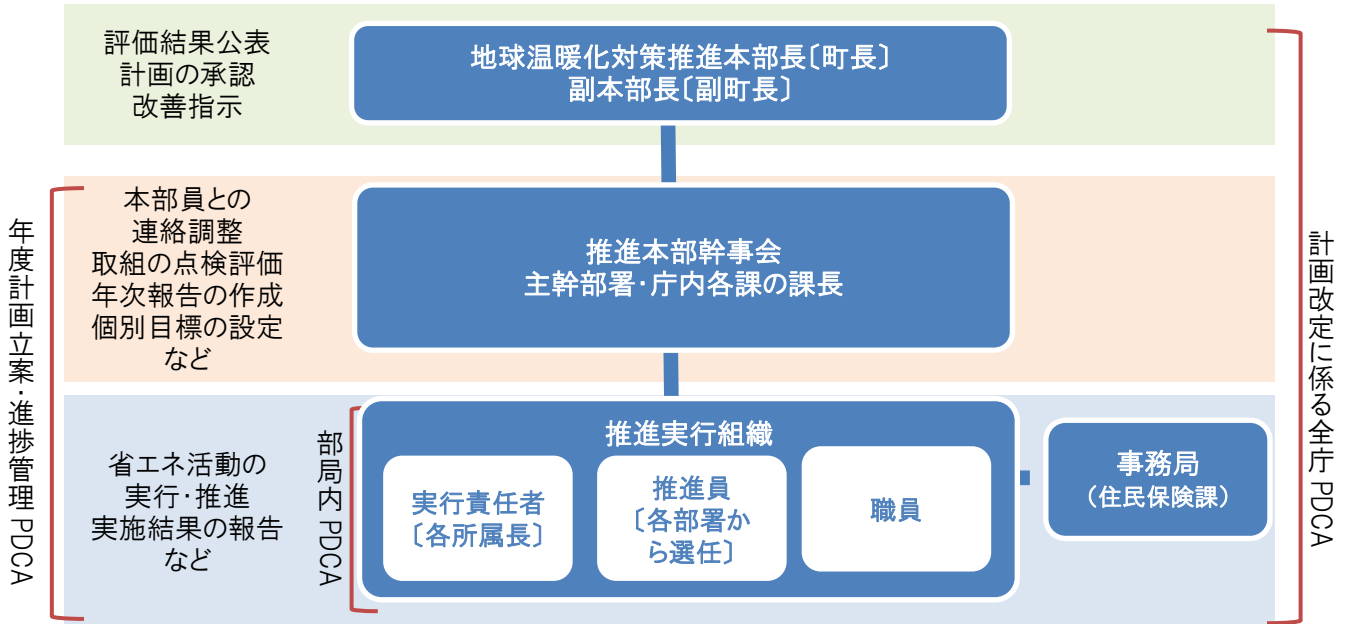 評価結果公表
計画の承認
改善指示
地球温暖化対策推進本部長〔町長〕
副本部長〔副町長〕
年度計画立案・進捗管理 PDCA
本部員との
連絡調整
取組の点検評価
年次報告の作成
個別目標の設定
など
推進本部幹事会
主幹部署・庁内各課の課長
計画改定に係る全庁 PDCA
省エネ活動の
実行・推進
実施結果の報告
など
部局内 PDCA
推進実行組織
実行責任者
〔各所属長〕
推進員
〔各部署か
ら選任〕
職員
事務局
（住民保険課）